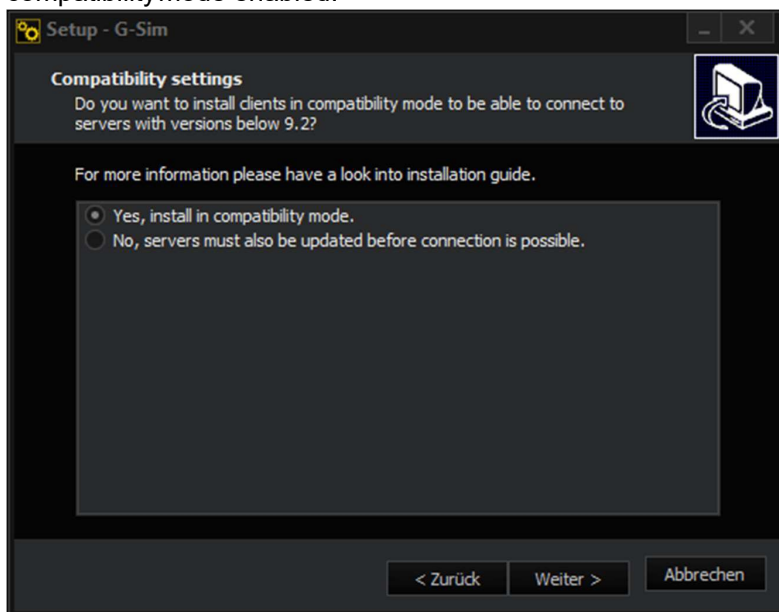 compatibilitymode enabled.
Setup - G-Sim
Compatibility settings
Do you want to install clients in compatibility mode to be able to connect to
servers with versions below 9.2?
For more information please have a look into installation guide.
Yes, install in compatibility mode.
No, servers must also be updated before connection is possible.
< Zurück
Weiter >
Abbrechen